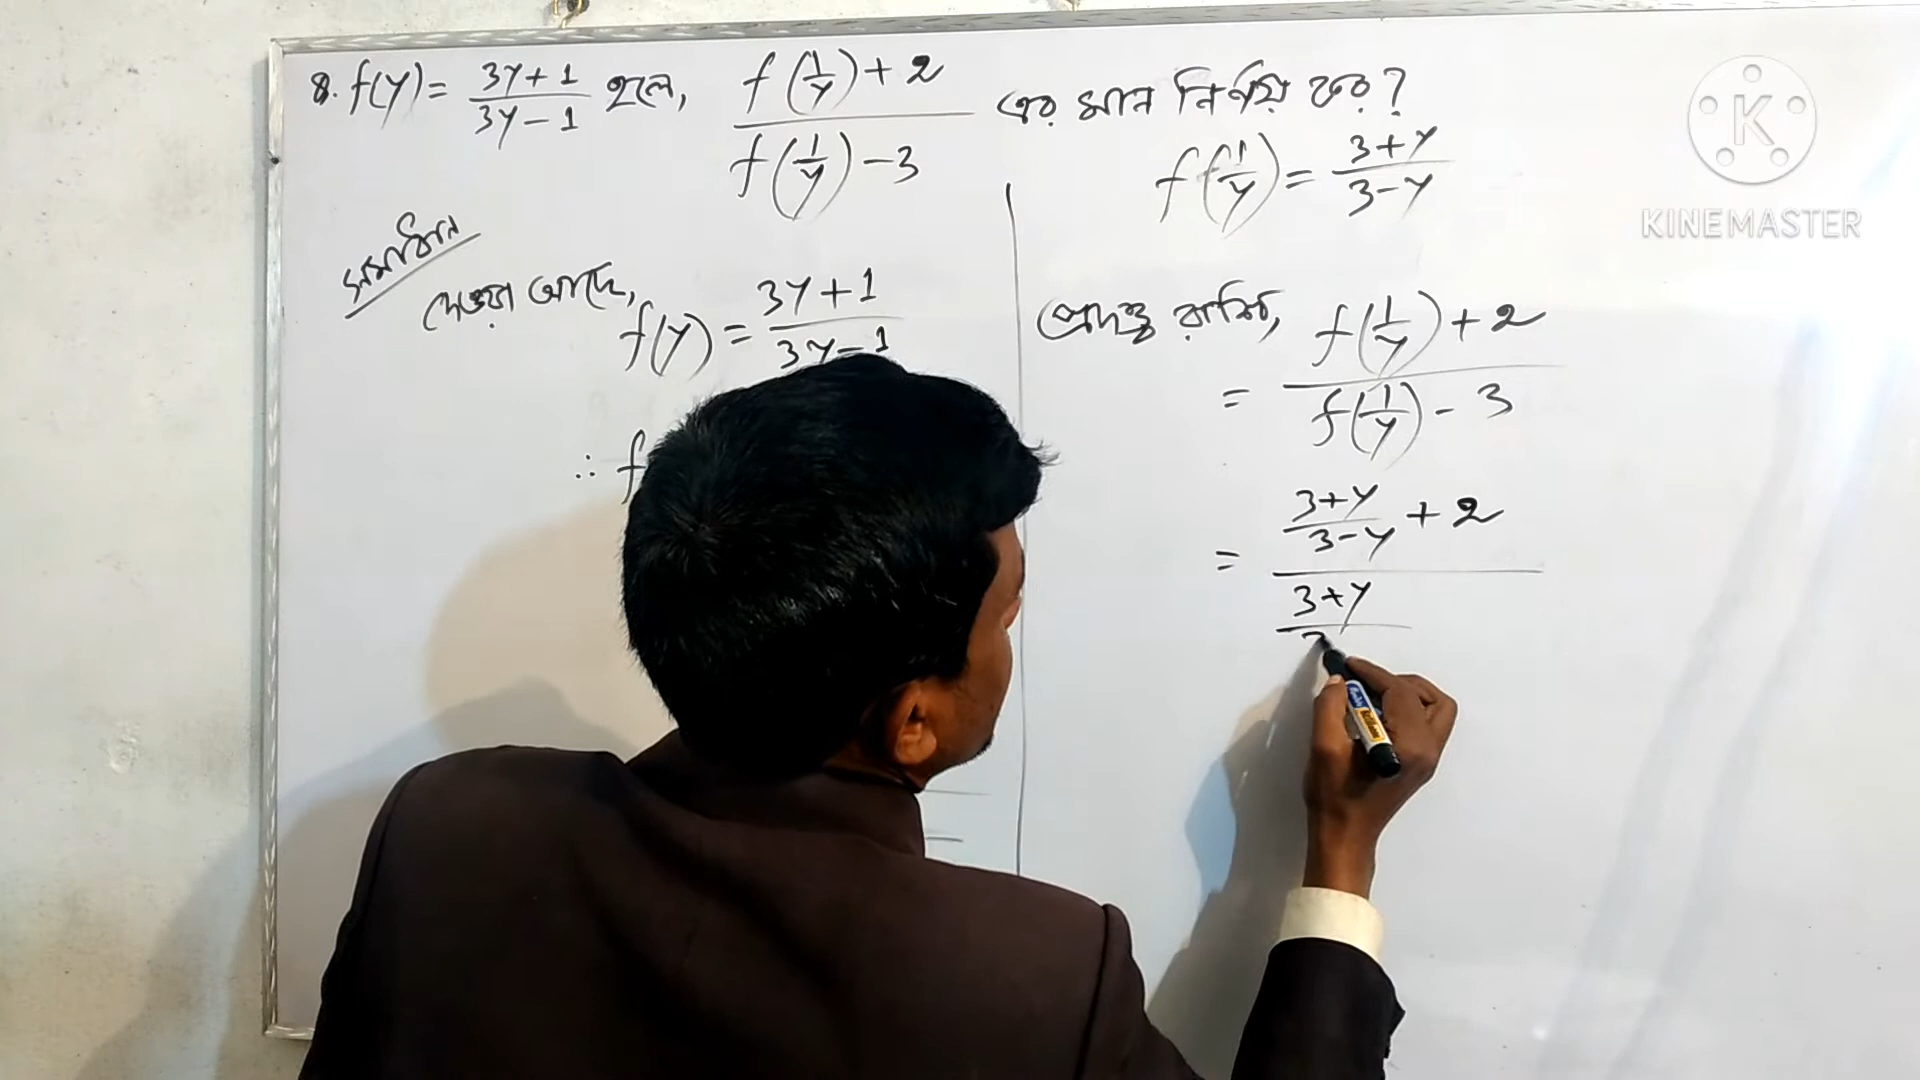 ৪. f(y) = (3y+1)/(3y-1) হলে, (f(1/y)+2)/(f(1/y)-3) এর মান নির্ণয় কর?
f(1/y) = (3+y)/(3-y)
সমাধান
দেওয়া আছে,
f(y) = (3y+1)/(3y-1)
∴ f
প্রদত্ত রাশি, (f(1/y)+2)/(f(1/y)-3)
=
= ((3+y)/(3-y) + 2)/(3+y
KINEMASTER